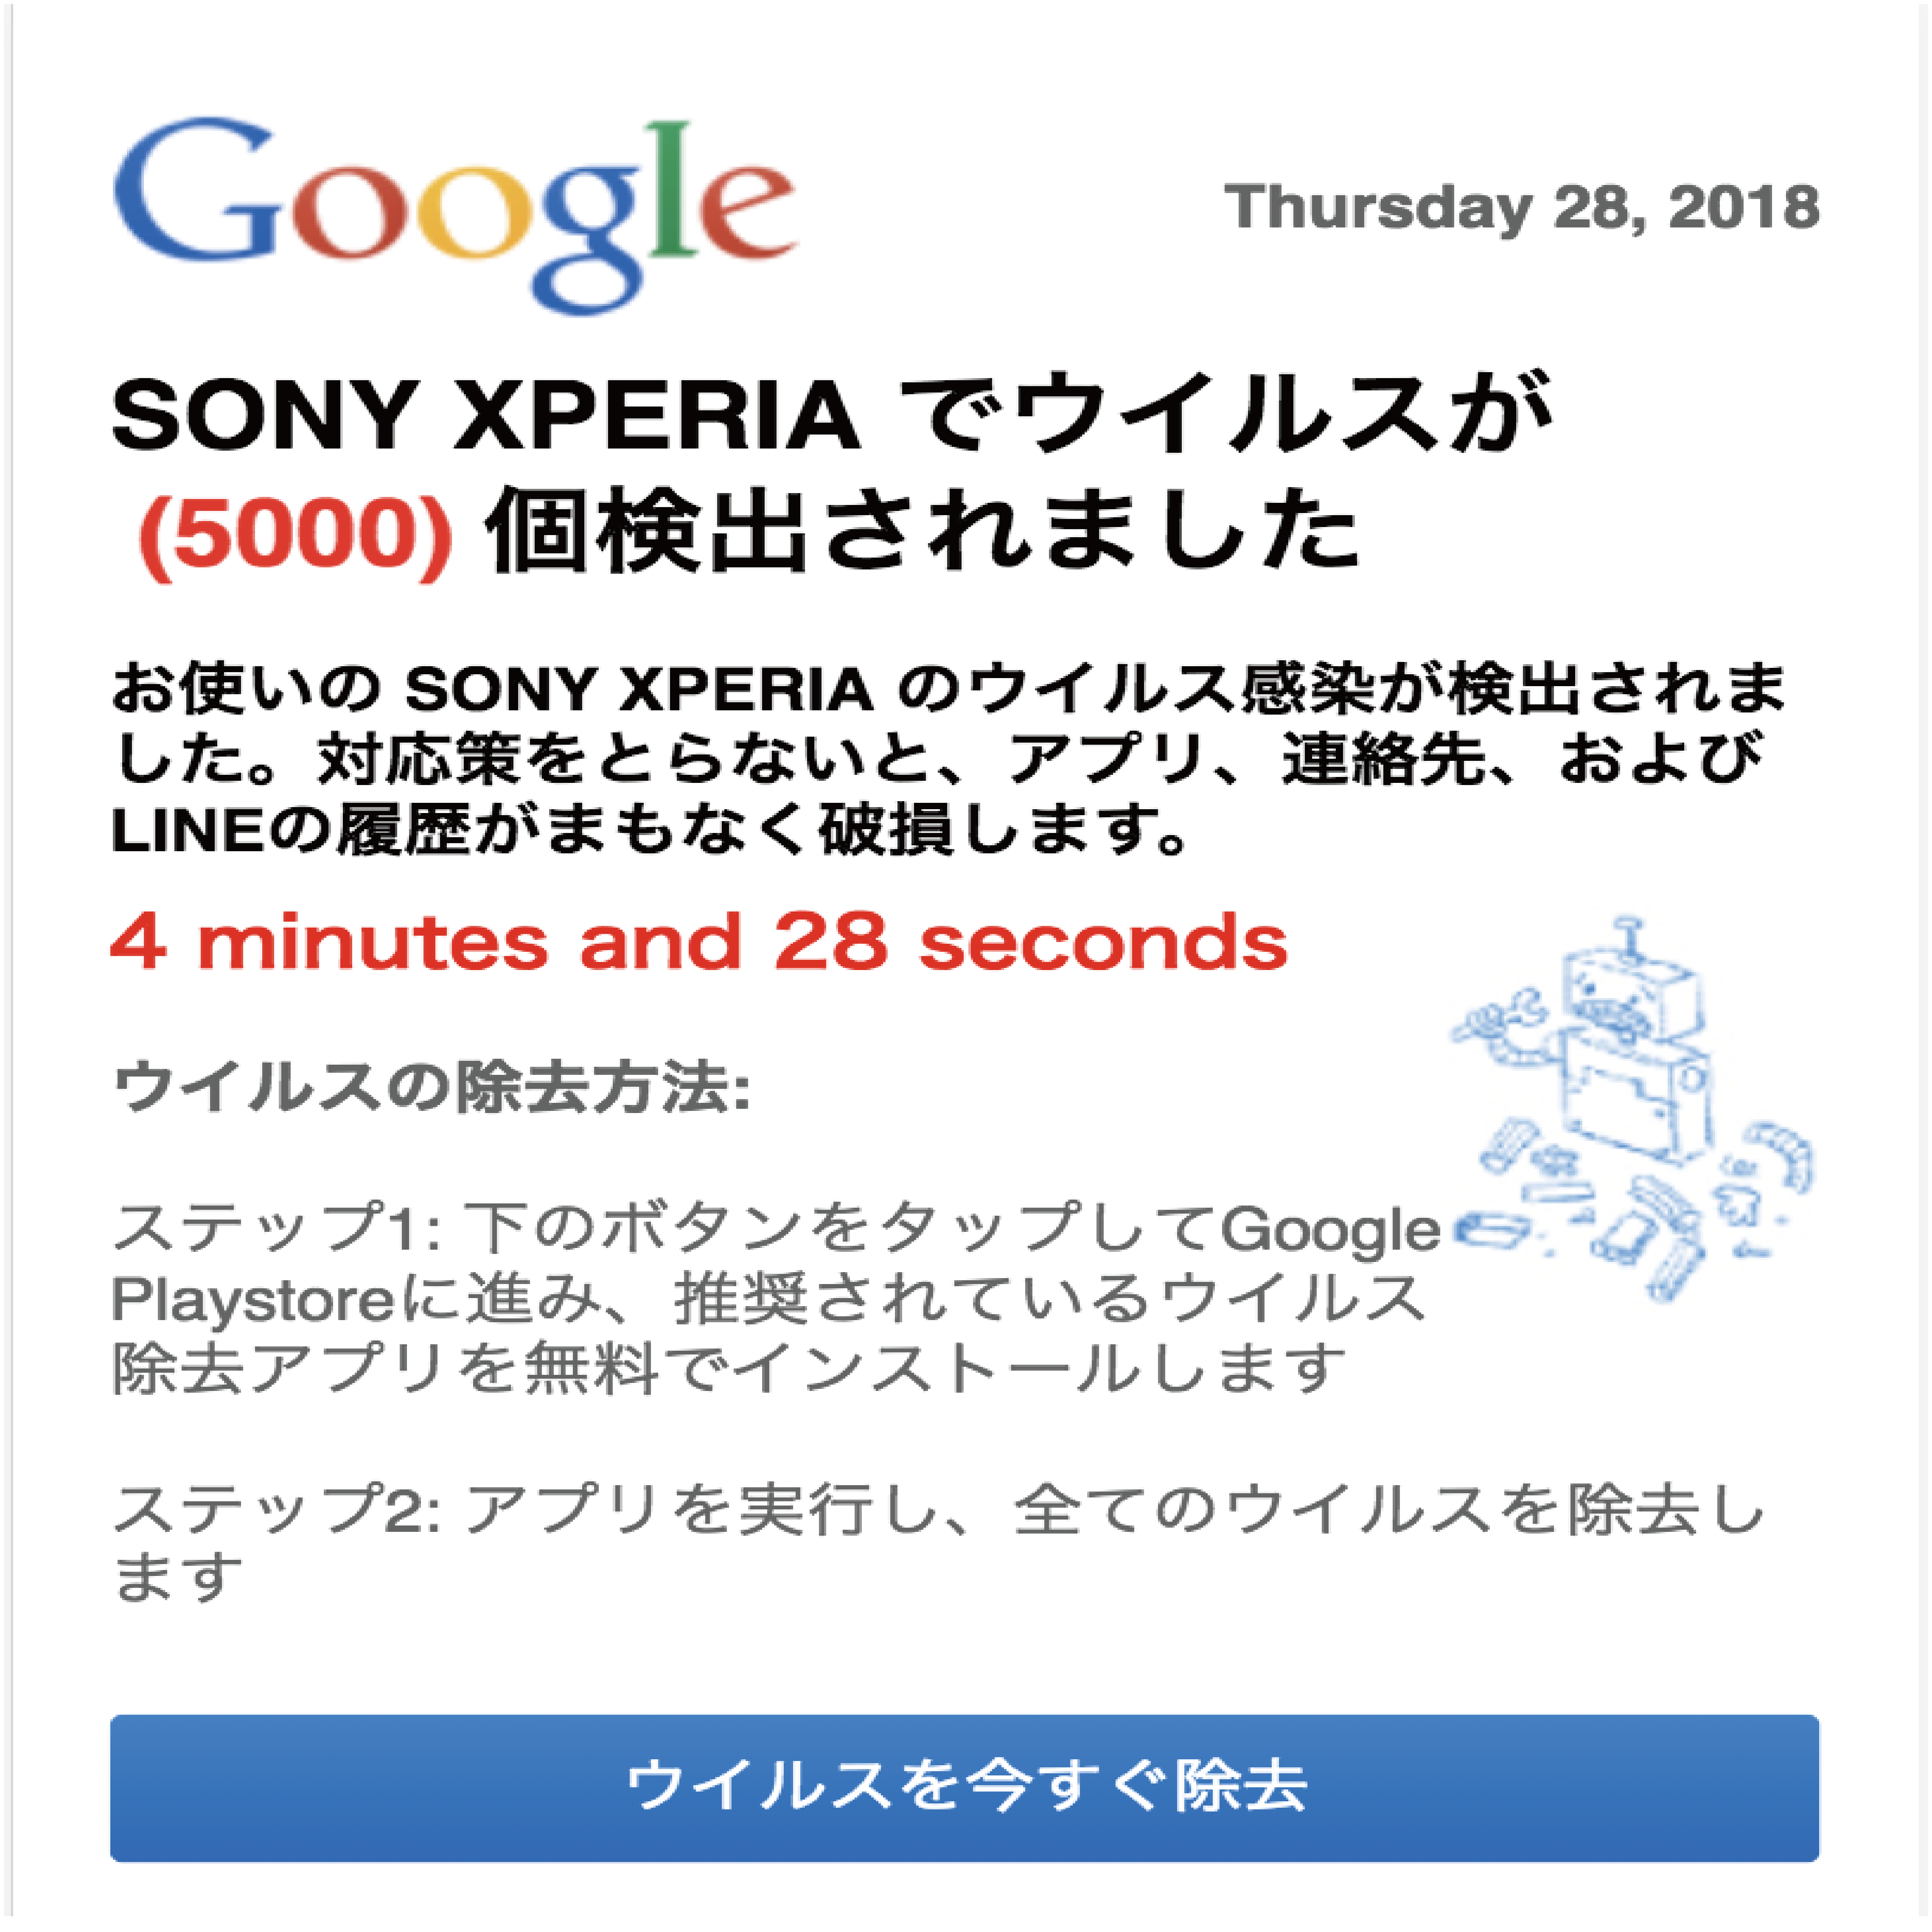 Google
Thursday 28, 2018
SONY XPERIA でウイルスが
(5000) 個検出されました
お使いの SONY XPERIA のウイルス感染が検出されま
した。対応策をとらないと、アプリ、連絡先、および
LINEの履歴がまもなく破損します。
4 minutes and 28 seconds
ウイルスの除去方法:
ステップ1: 下のボタンをタップしてGoogle
Playstoreに進み、推奨されているウイルス
除去アプリを無料でインストールします
ステップ2: アプリを実行し、全てのウイルスを除去し
ます
ウイルスを今すぐ除去